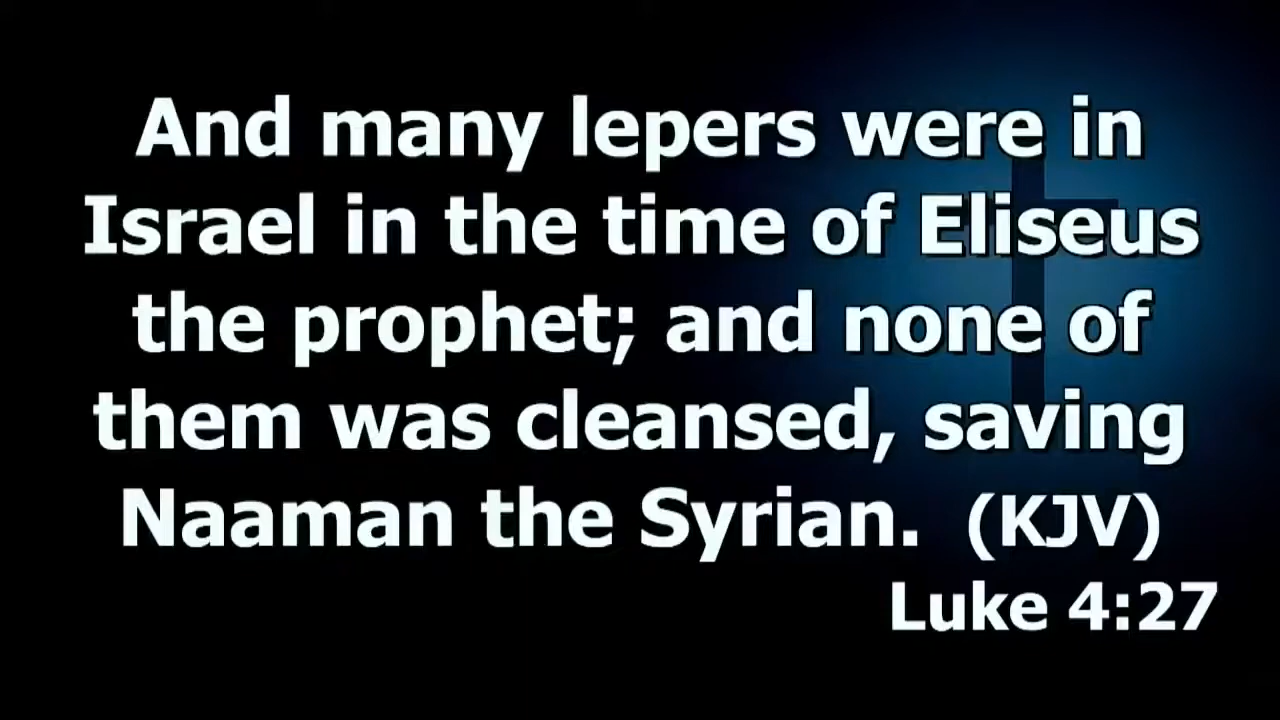 And many lepers were in
Israel in the time of Eliseus
the prophet; and none of
them was cleansed, saving
Naaman the Syrian. (KJV)
Luke 4:27